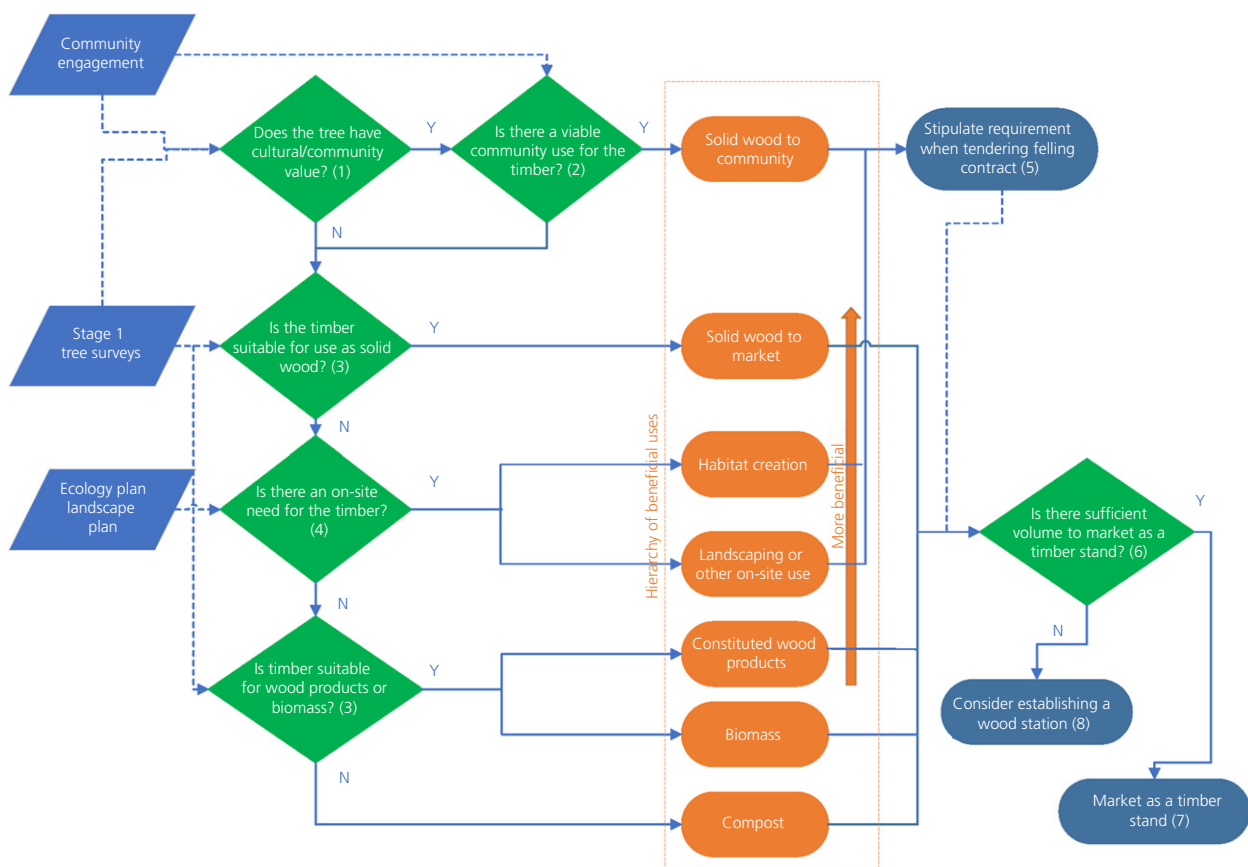 Community
engagement
Does the tree have
cultural/community
value? (1)
Y
Is there a viable
community use for the
timber? (2)
Y
Solid wood to
community
Stipulate requirement
when tendering felling
contract (5)
N
Stage 1
tree surveys
Is the timber
suitable for use as solid
wood? (3)
Y
Solid wood to
market
N
Hierarchy of beneficial uses
More beneficial
Ecology plan
landscape
plan
Is there an on-site
need for the timber?
(4)
Y
Habitat creation
Landscaping or
other on-site use
Is there sufficient
volume to market as a
timber stand? (6)
Y
N
N
Is timber suitable
for wood products or
biomass? (3)
Y
Constituted wood
products
Biomass
Consider establishing a
wood station (8)
N
Compost
Market as a timber
stand (7)